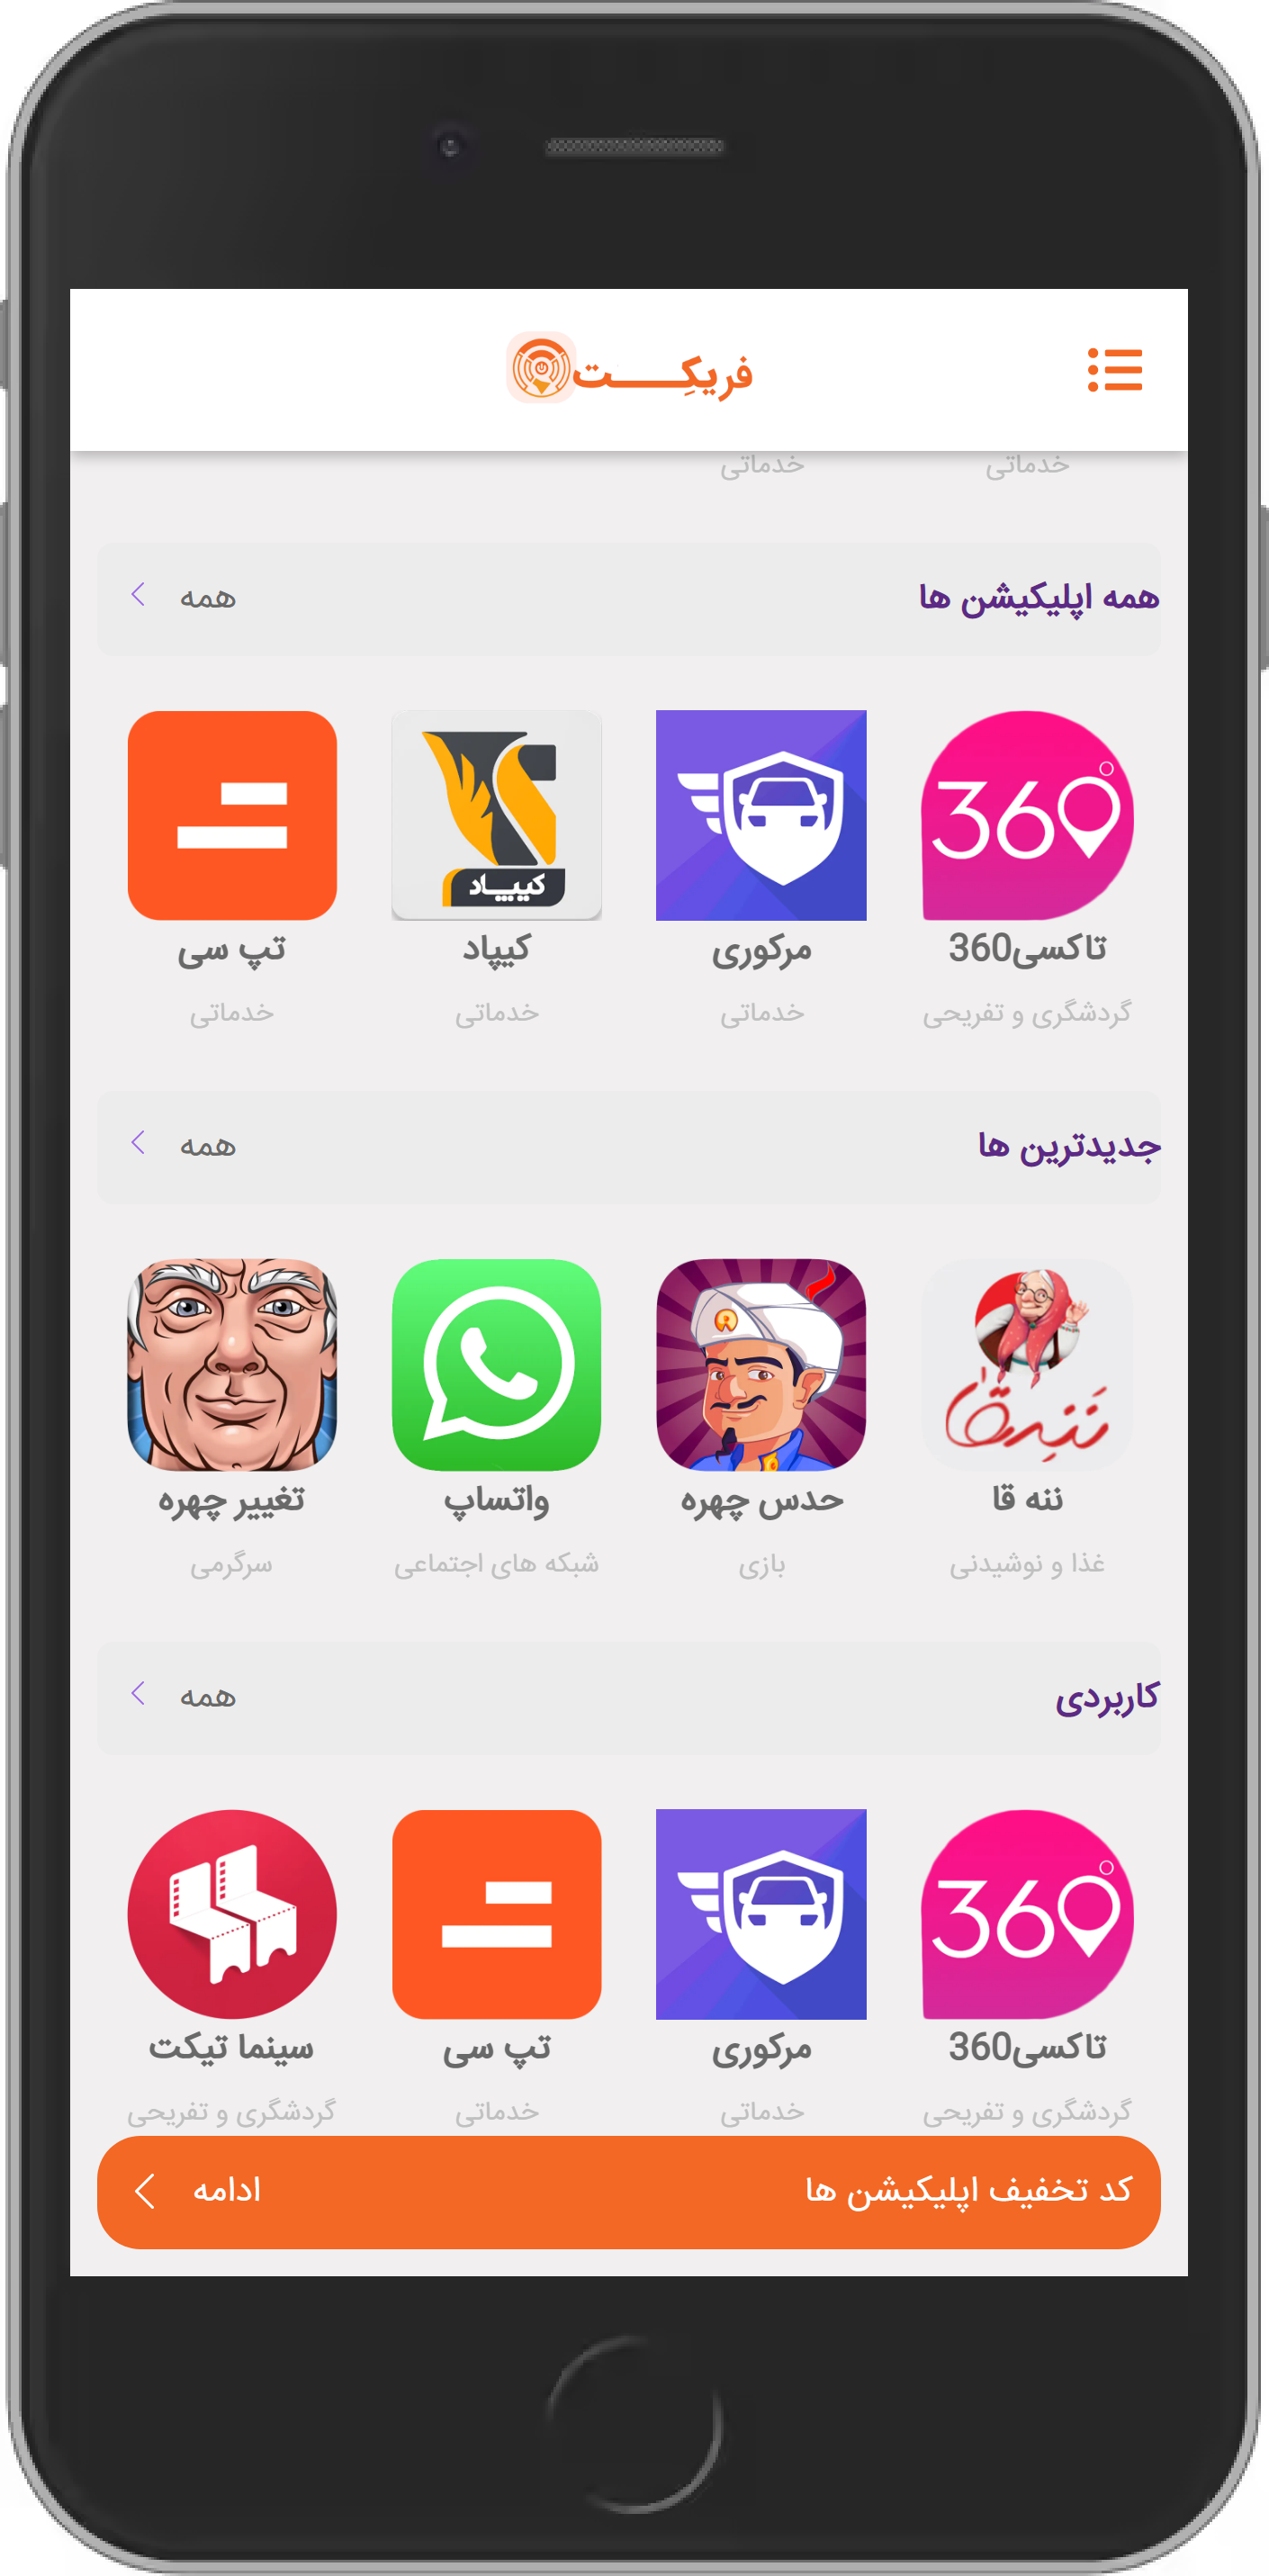 فریکِـــــت
خدماتی خدماتی
همه اپلیکیشن ها همه
360
کیپاد
تاکسی360 مرکوری کیپاد تپ سی
گردشگری و تفریحی خدماتی خدماتی خدماتی
جدیدترین ها همه
ننه قا
ننه قا حدس چهره واتساپ تغییر چهره
غذا و نوشیدنی بازی شبکه های اجتماعی سرگرمی
کاربردی همه
360
تاکسی360 مرکوری تپ سی سینما تیکت
گردشگری و تفریحی خدماتی خدماتی گردشگری و تفریحی
کد تخفیف اپلیکیشن ها ادامه